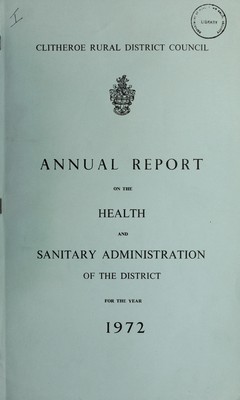 I
LIBRARY
CLITHEROE RURAL DISTRICT COUNCIL
ANNUAL REPORT
ON THE
HEALTH
AND
SANITARY ADMINISTRATION
OF THE DISTRICT
FOR THE YEAR
1972